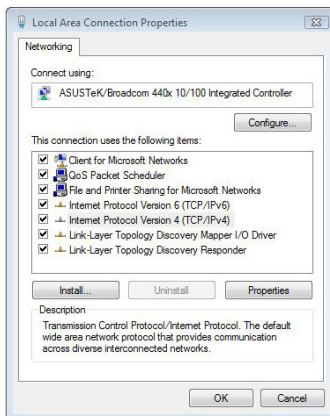 Local Area Connection Properties
Networking
Connect using:
ASUSTeK/Broadcom 440x 10/100 Integrated Controller
Configure...
This connection uses the following items:
Client for Microsoft Networks
QoS Packet Scheduler
File and Printer Sharing for Microsoft Networks
Internet Protocol Version 6 (TCP/IPv6)
Internet Protocol Version 4 (TCP/IPv4)
Link-Layer Topology Discovery Mapper I/O Driver
Link-Layer Topology Discovery Responder
Install... Uninstall Properties
Description
Transmission Control Protocol/Internet Protocol. The default
wide area network protocol that provides communication
across diverse interconnected networks.
OK Cancel